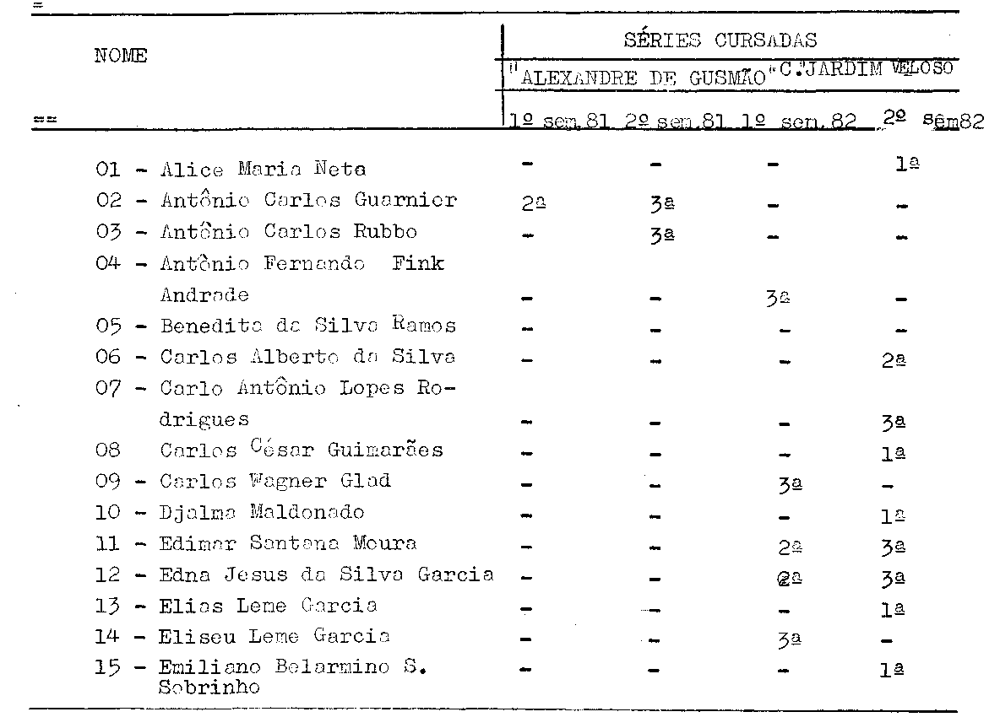 =
SÉRIES CURSADAS
NOME
"ALEXANDRE DE GUSMÃO" C."JARDIM VELOSO
==
1º sem.81 2º sem.81 1º sem.82 2º sêm82
01 - Alice Maria Neta - - - 1ª
02 - Antônio Carlos Guarnier 2ª 3ª - -
03 - Antônio Carlos Rubbo - 3ª - -
04 - Antônio Fernando Fink
Andrade - - 3ª -
05 - Benedita da Silva Ramos - - - -
06 - Carlos Alberto da Silva - - - 2ª
07 - Carlo Antônio Lopes Ro-
drigues - - - 3ª
08 Carlos César Guimarães - - - 1ª
09 - Carlos Wagner Glad - - 3ª -
10 - Djalma Maldonado - - - 1ª
11 - Edimar Santana Moura - - 2ª 3ª
12 - Edna Jesus da Silva Garcia - - 2ª 3ª
13 - Elias Leme Garcia - - - 1ª
14 - Eliseu Leme Garcia - - 3ª -
15 - Emiliano Belarmino S. - - - 1ª
Sobrinho